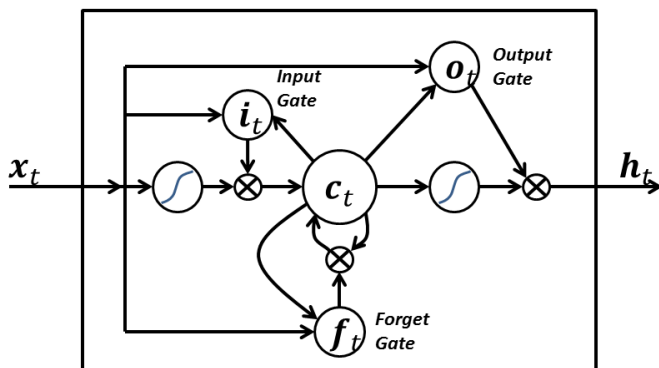 o_t
Output
Gate
Input
Gate
i_t
x_t
h_t
c_t
f_t
Forget
Gate